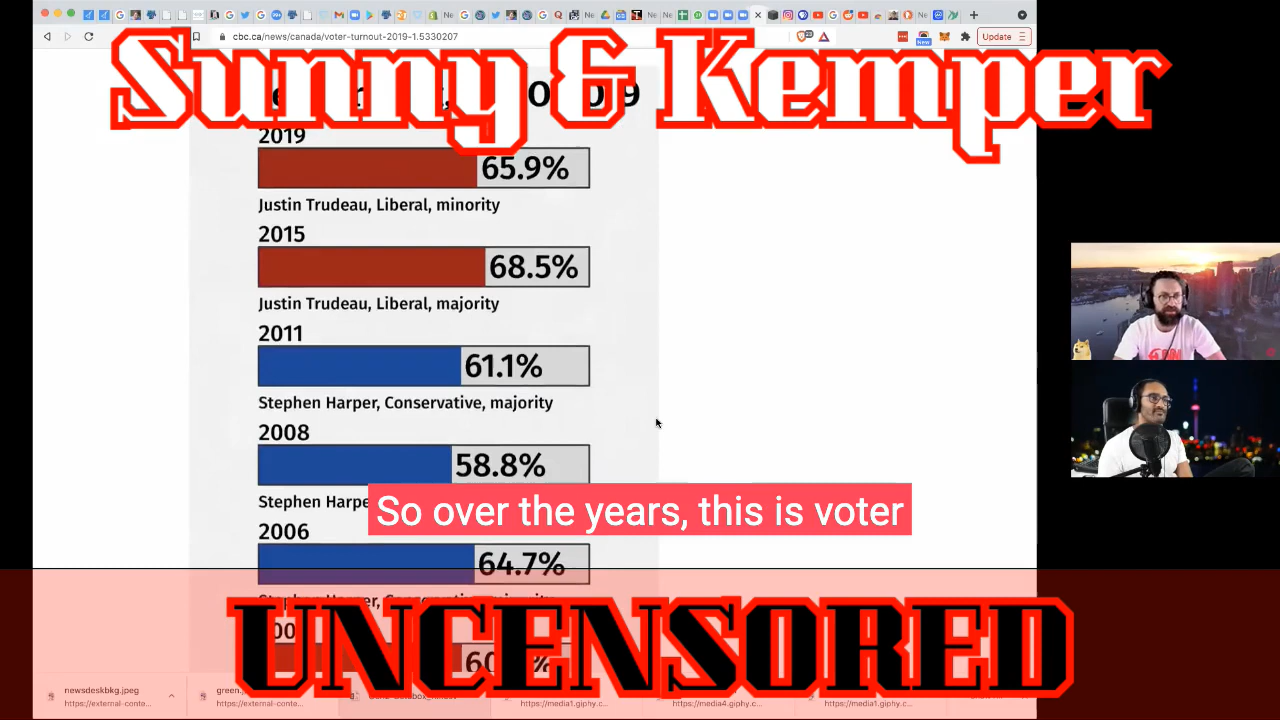 cbc.ca/news/canada/voter-turnout-2019-1.5330207
Update
New
Sunny & Kemper
2019
65.9%
Justin Trudeau, Liberal, minority
2015
68.5%
Justin Trudeau, Liberal, majority
2011
61.1%
Stephen Harper, Conservative, majority
2008
58.8%
Stephen Harpe
So over the years, this is voter
2006
64.7%
UNCENSORED
newsdeskbkg.jpeg
https://external-conte...
https://external-conte...
https://media1.giphy.c...
https://media4.giphy.c...
https://media1.giphy.c...